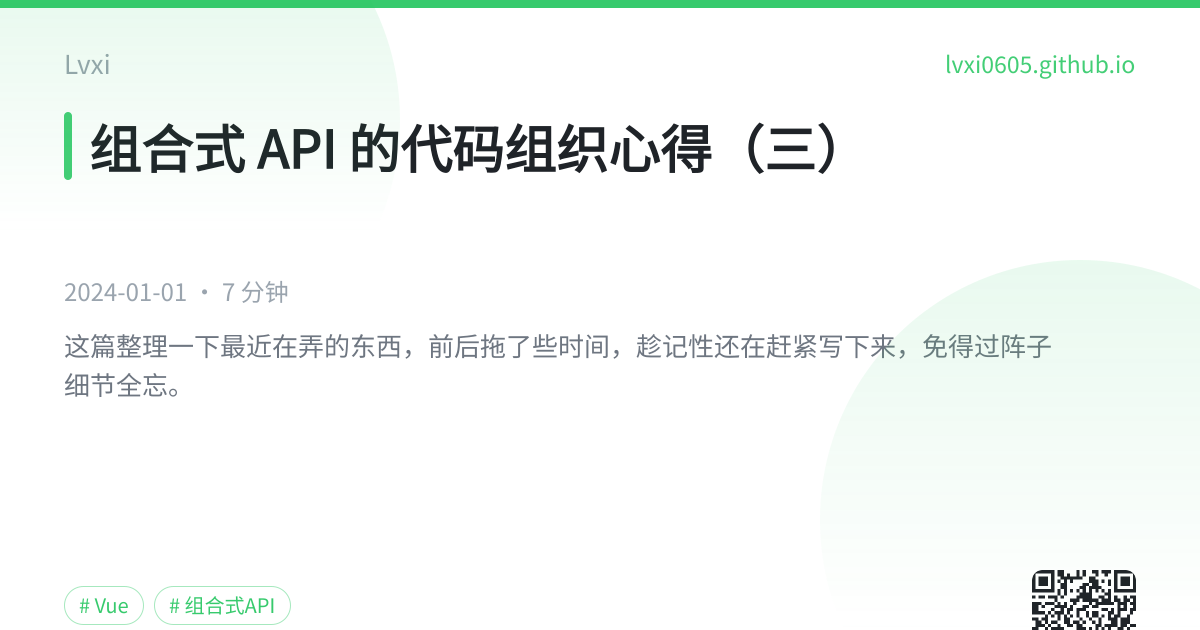 Lvxi
lvxi0605.github.io
组合式 API 的代码组织心得（三）
2024-01-01 · 7 分钟
这篇整理一下最近在弄的东西，前后拖了些时间，趁记性还在赶紧写下来，免得过阵子
细节全忘。
# Vue
# 组合式API